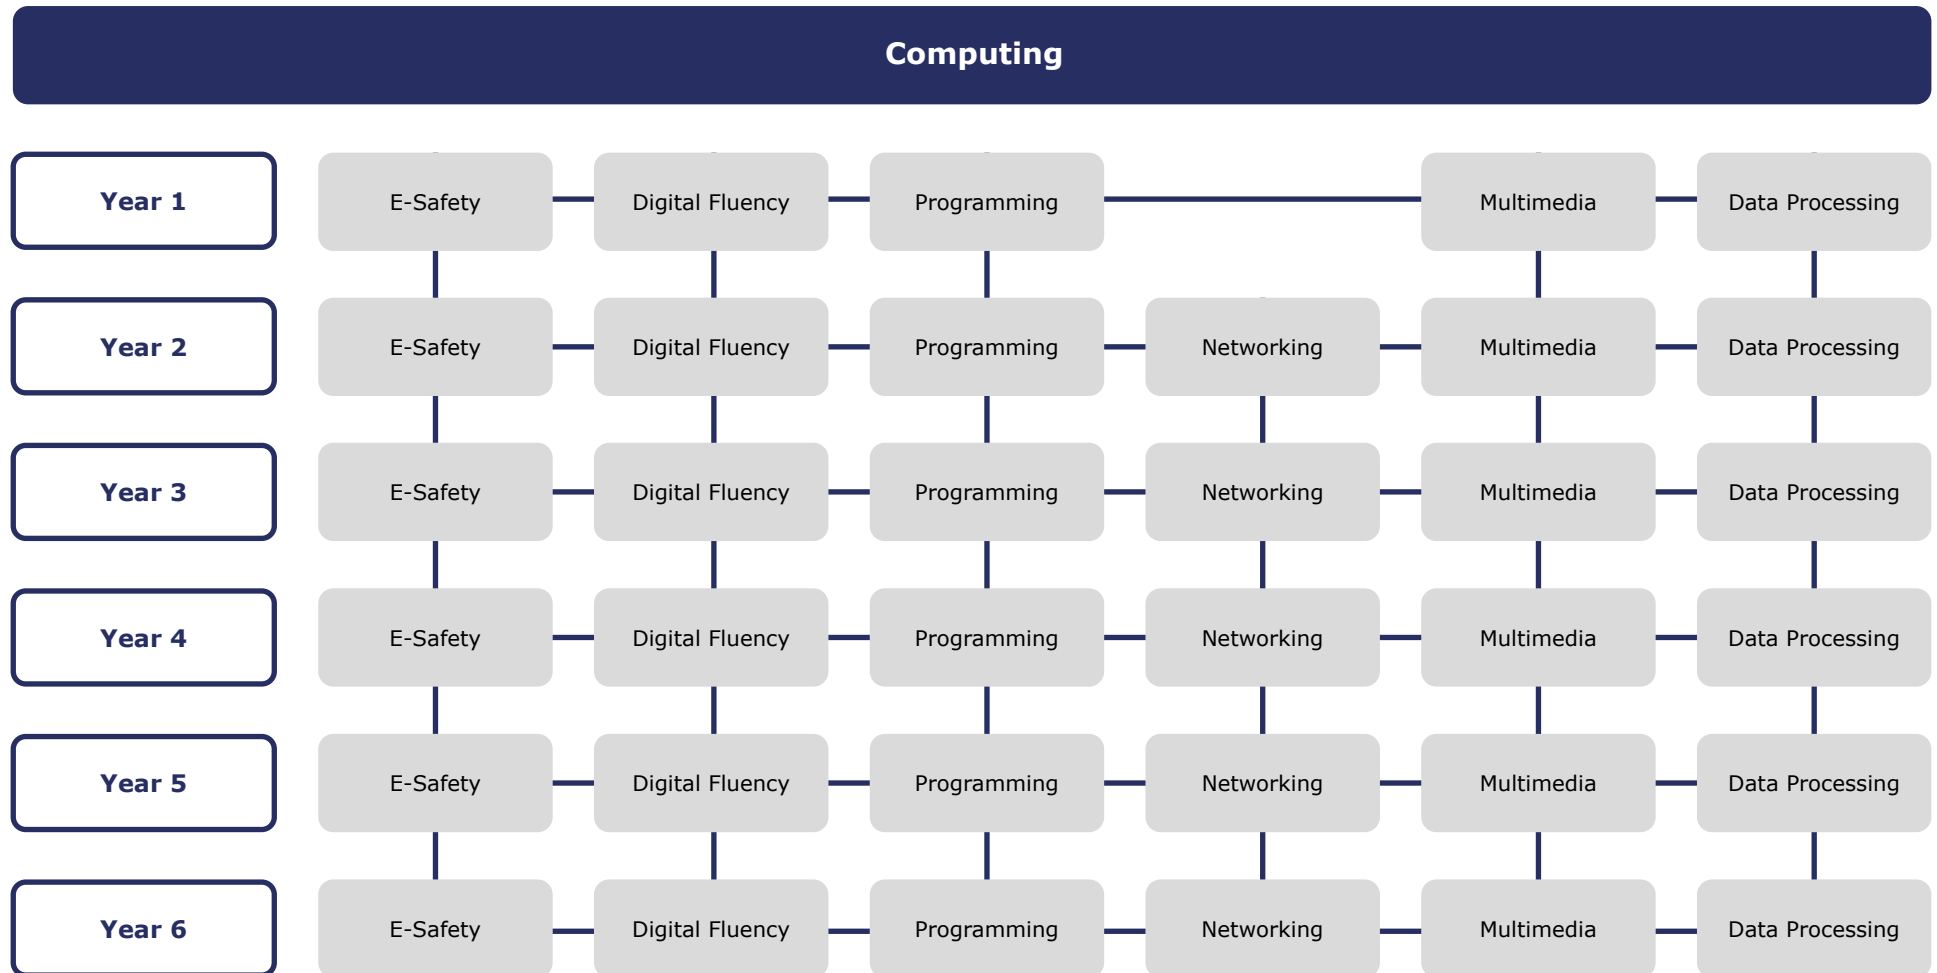 Computing
Year 1 E-Safety Digital Fluency Programming Multimedia Data Processing
Year 2 E-Safety Digital Fluency Programming Networking Multimedia Data Processing
Year 3 E-Safety Digital Fluency Programming Networking Multimedia Data Processing
Year 4 E-Safety Digital Fluency Programming Networking Multimedia Data Processing
Year 5 E-Safety Digital Fluency Programming Networking Multimedia Data Processing
Year 6 E-Safety Digital Fluency Programming Networking Multimedia Data Processing